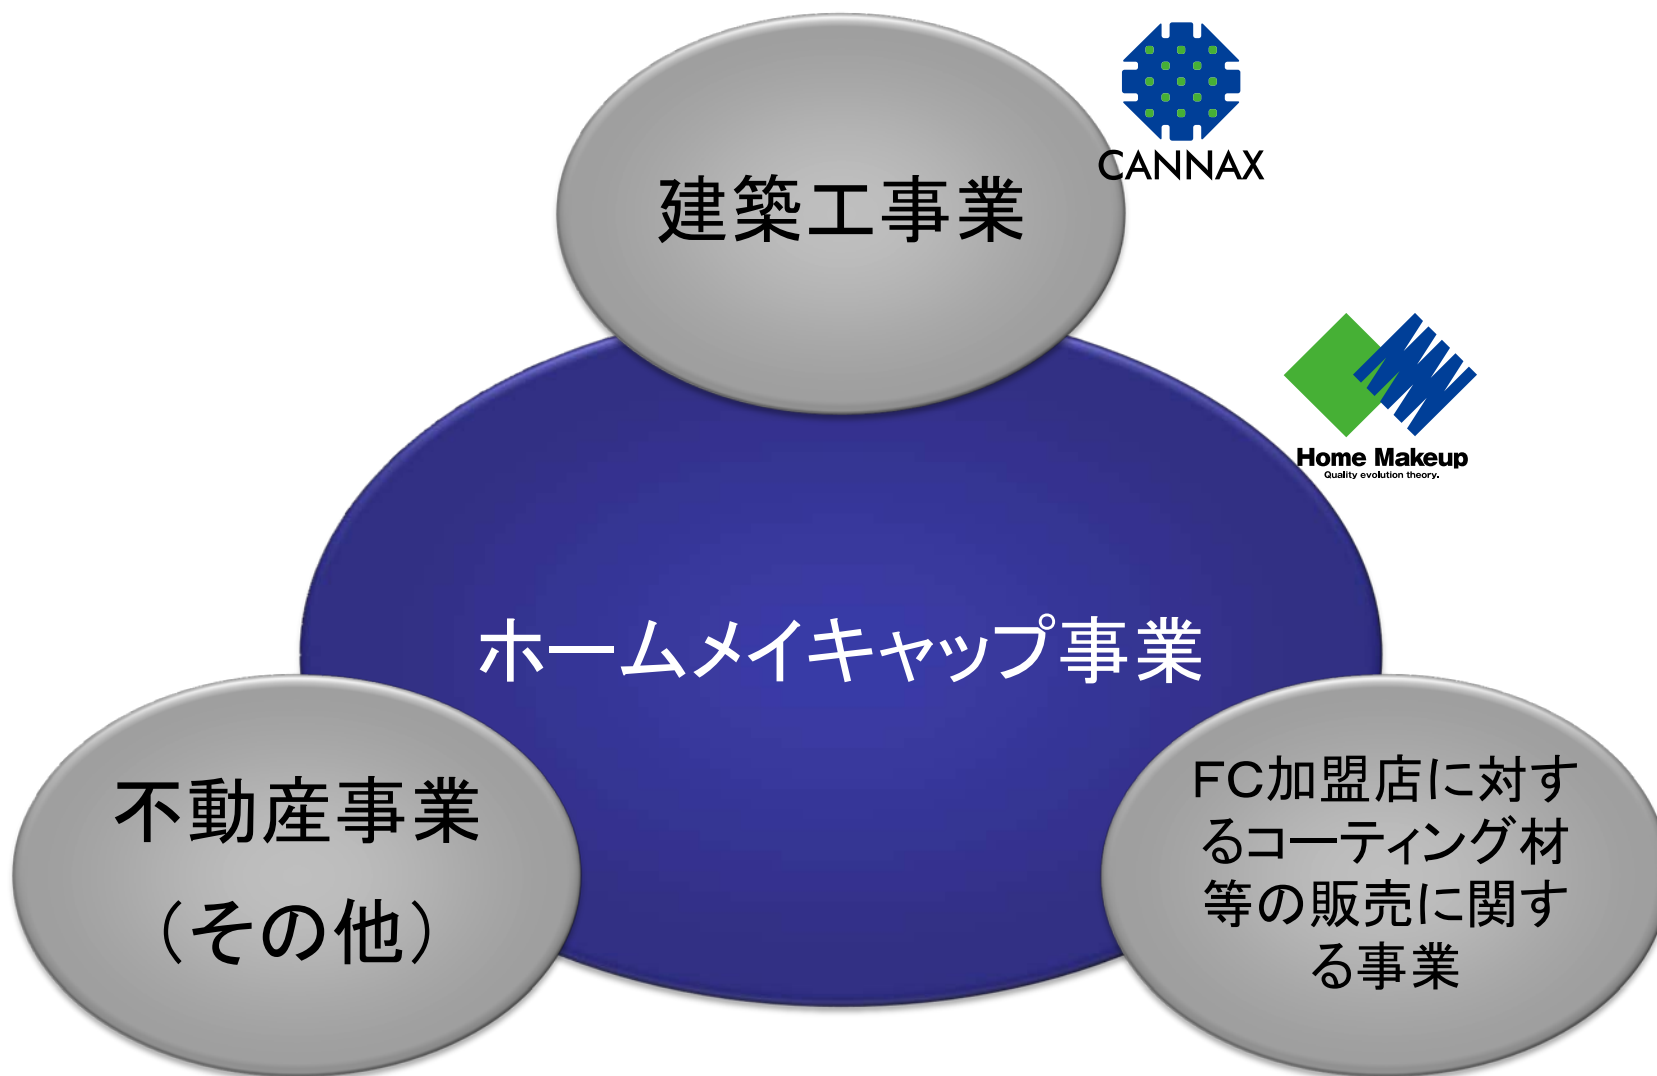 建築工事業
CANNAX
Home Makeup
Quality evolution theory.
ホームメイキャップ事業
不動産事業
（その他）
ＦＣ加盟店に対す
るコーティング材
等の販売に関す
る事業